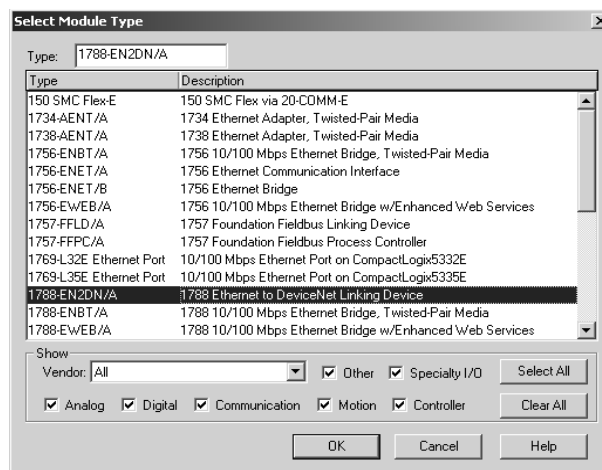 Select Module Type
Type: 1788-EN2DN/A
Type Description
150 SMC Flex-E 150 SMC Flex via 20-COMM-E
1734-AENT/A 1734 Ethernet Adapter, Twisted-Pair Media
1738-AENT/A 1738 Ethernet Adapter, Twisted-Pair Media
1756-ENBT/A 1756 10/100 Mbps Ethernet Bridge, Twisted-Pair Media
1756-ENET/A 1756 Ethernet Communication Interface
1756-ENET/B 1756 Ethernet Bridge
1756-EWEB/A 1756 10/100 Mbps Ethernet Bridge w/Enhanced Web Services
1757-FFLD/A 1757 Foundation Fieldbus Linking Device
1757-FFPC/A 1757 Foundation Fieldbus Process Controller
1769-L32E Ethernet Port 10/100 Mbps Ethernet Port on CompactLogix5332E
1769-L35E Ethernet Port 10/100 Mbps Ethernet Port on CompactLogix5335E
1788-EN2DN/A 1788 Ethernet to DeviceNet Linking Device
1788-ENBT/A 1788 10/100 Mbps Ethernet Bridge, Twisted-Pair Media
1788-EWEB/A 1788 10/100 Mbps Ethernet Bridge w/Enhanced Web Services
Show
Vendor: All Other Specialty I/O Select All
Analog Digital Communication Motion Controller Clear All
OK Cancel Help